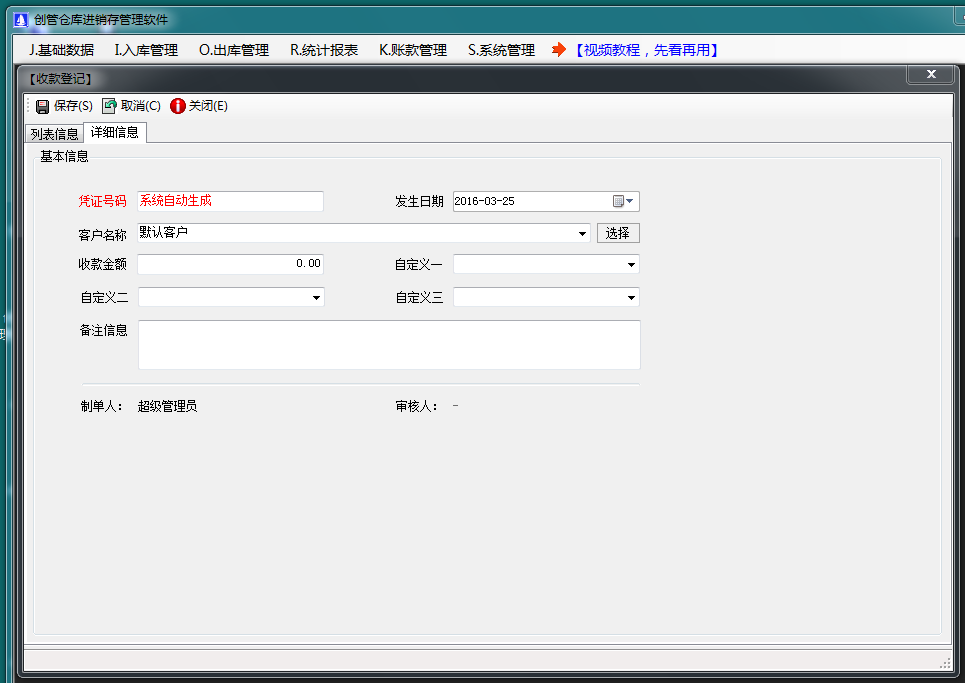 创管仓库进销存管理软件
J.基础数据 I.入库管理 O.出库管理 R.统计报表 K.账款管理 S.系统管理 【视频教程，先看再用】
【收款登记】
保存(S) 取消(C) 关闭(E)
列表信息 详细信息
基本信息
凭证号码 系统自动生成 发生日期 2016-03-25
客户名称 默认客户 选择
收款金额 0.00 自定义一
自定义二 自定义三
备注信息
制单人： 超级管理员 审核人： -